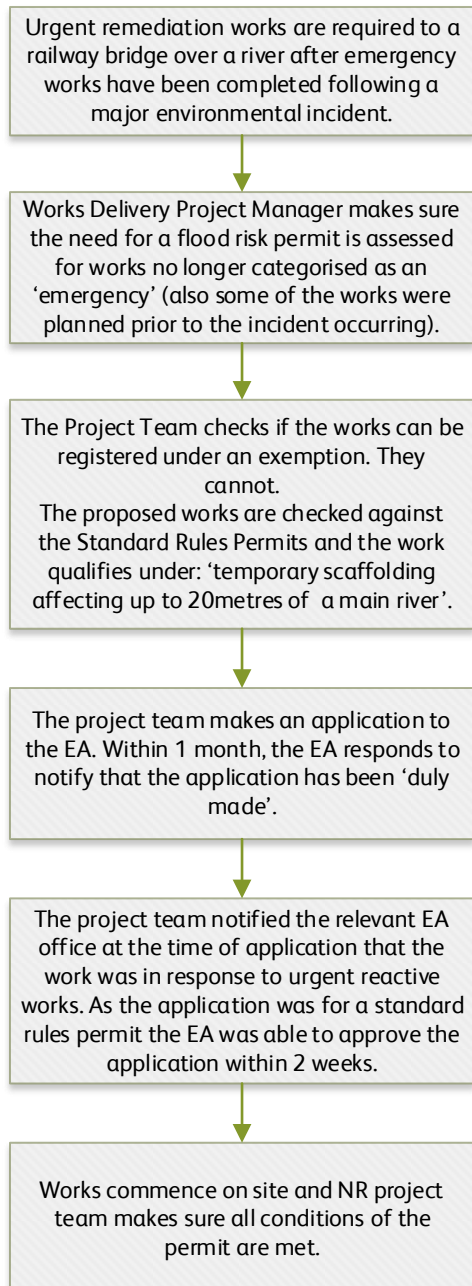 Urgent remediation works are required to a
railway bridge over a river after emergency
works have been completed following a
major environmental incident.
Works Delivery Project Manager makes sure
the need for a flood risk permit is assessed
for works no longer categorised as an
‘emergency’ (also some of the works were
planned prior to the incident occurring).
The Project Team checks if the works can be
registered under an exemption. They
cannot.
The proposed works are checked against
the Standard Rules Permits and the work
qualifies under: ‘temporary scaffolding
affecting up to 20metres of a main river’.
The project team makes an application to
the EA. Within 1 month, the EA responds to
notify that the application has been ‘duly
made’.
The project team notified the relevant EA
office at the time of application that the
work was in response to urgent reactive
works. As the application was for a standard
rules permit the EA was able to approve the
application within 2 weeks.
Works commence on site and NR project
team makes sure all conditions of the
permit are met.